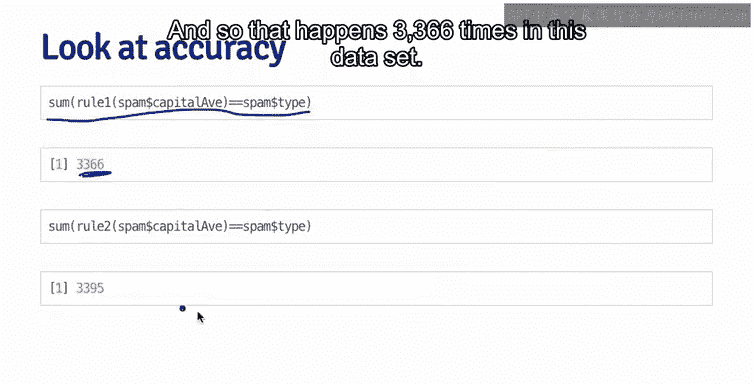 And so that happens 3,366 times in this
data set.
Look at accuracy
sum(rule1(spam$capitalAve)==spam$type)
[1] 3366
sum(rule2(spam$capitalAve)==spam$type)
[1] 3395